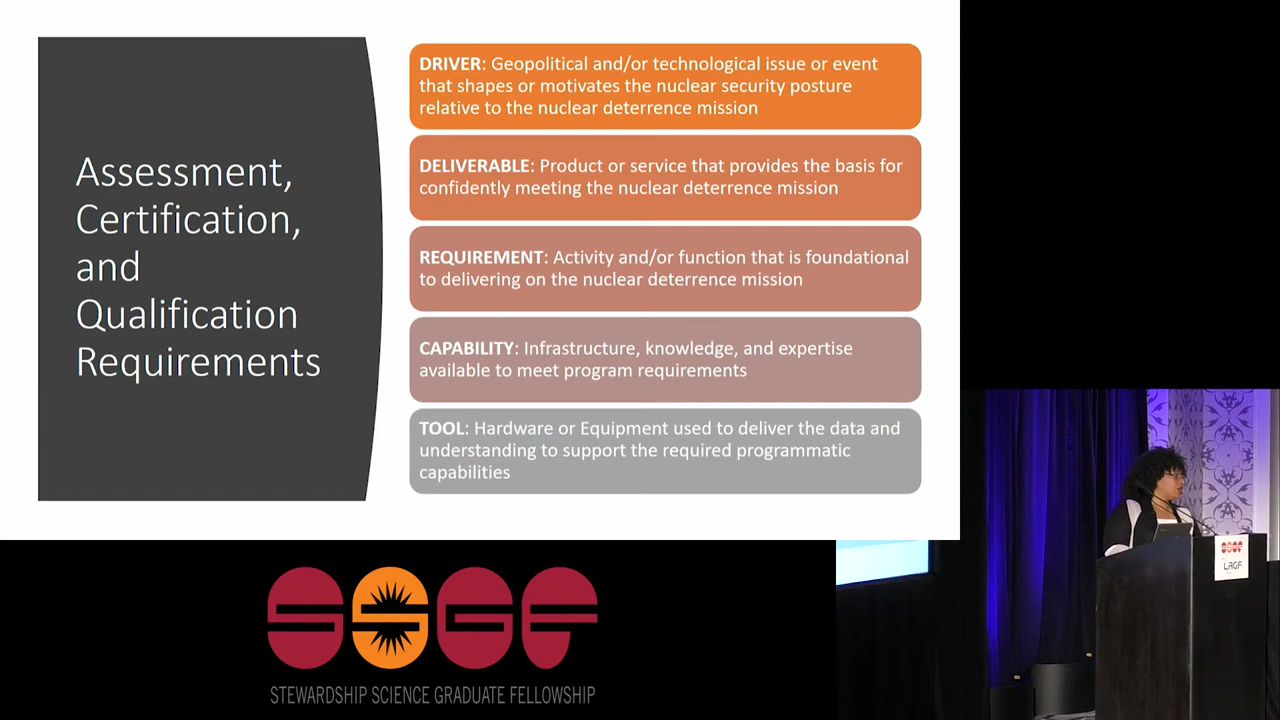 Assessment,
Certification,
and
Qualification
Requirements
DRIVER: Geopolitical and/or technological issue or event
that shapes or motivates the nuclear security posture
relative to the nuclear deterrence mission
DELIVERABLE: Product or service that provides the basis for
confidently meeting the nuclear deterrence mission
REQUIREMENT: Activity and/or function that is foundational
to delivering on the nuclear deterrence mission
CAPABILITY: Infrastructure, knowledge, and expertise
available to meet program requirements
TOOL: Hardware or Equipment used to deliver the data and
understanding to support the required programmatic
capabilities
SSGF
STEWARDSHIP SCIENCE GRADUATE FELLOWSHIP
SSGF
LRGF